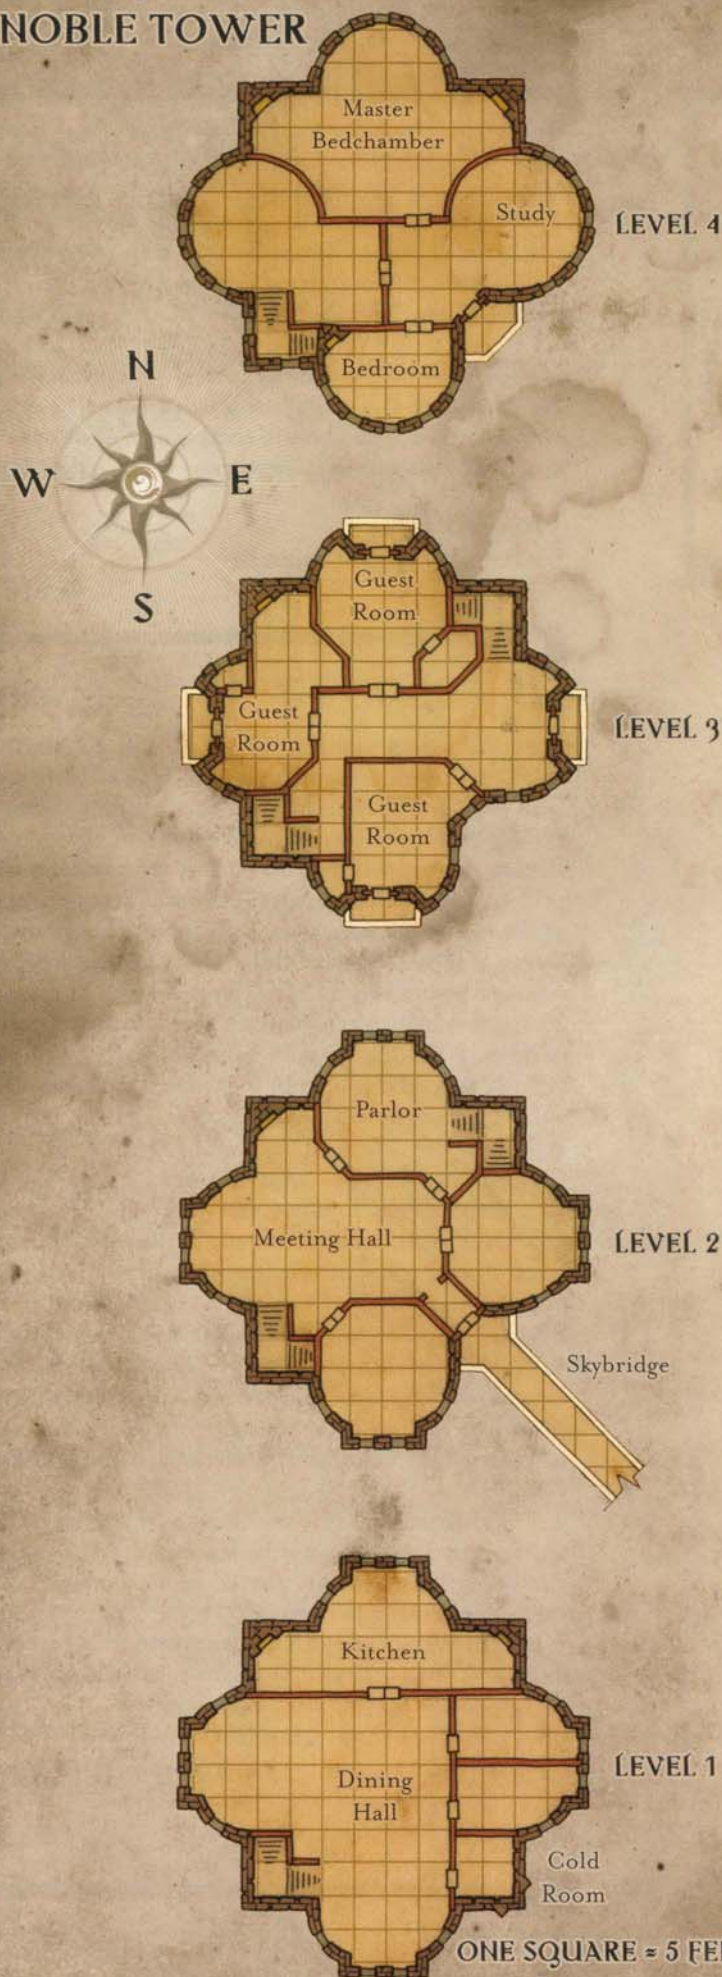 NOBLE TOWER
Master
Bedchamber
Study
LEVEL 4
Bedroom
N
W
E
S
Guest
Room
Guest
Room
LEVEL 3
Guest
Room
Parlor
Meeting Hall
LEVEL 2
Skybridge
Kitchen
Dining
Hall
LEVEL 1
Cold
Room
ONE SQUARE = 5 FEE